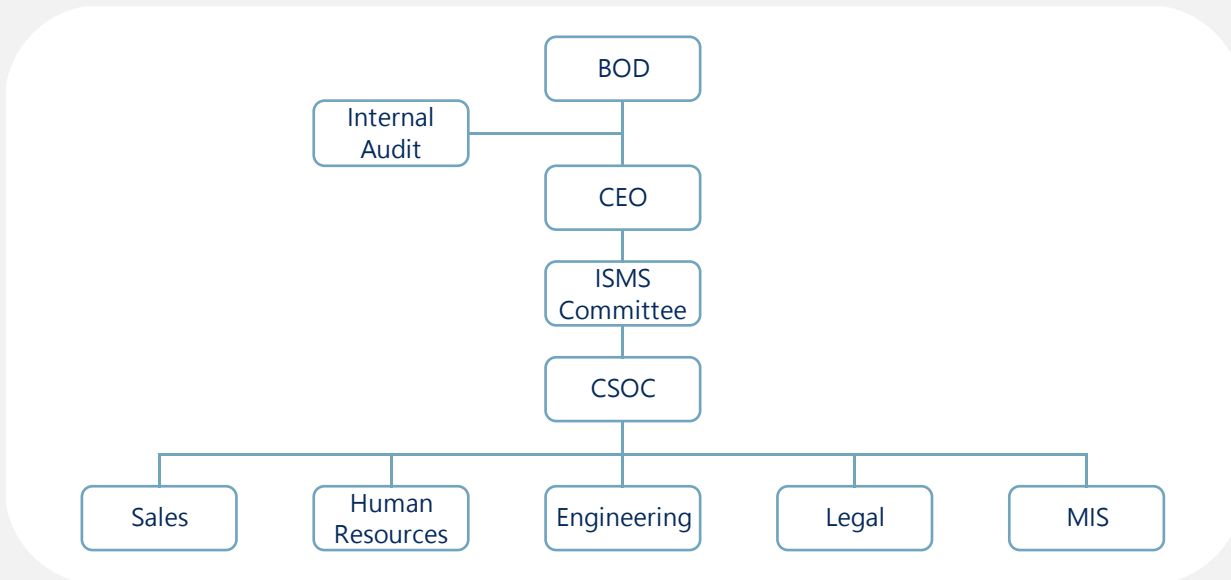 BOD
Internal
Audit
CEO
ISMS
Committee
CSOC
Sales
Human
Resources
Engineering
Legal
MIS